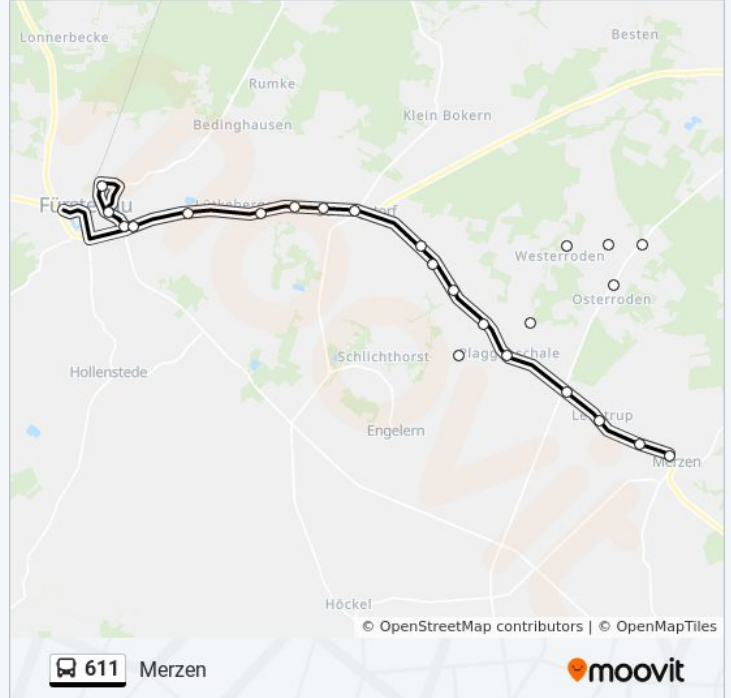 Lonnerbecke
Besten
Rumke
Klein Bokern
Bedinghausen
Westerroden
Osterroden
Schlichthorst
Hollenstede
Engelern
Merzen
Höckel
© OpenStreetMap contributors | © OpenMapTiles
611 Merzen
moovit